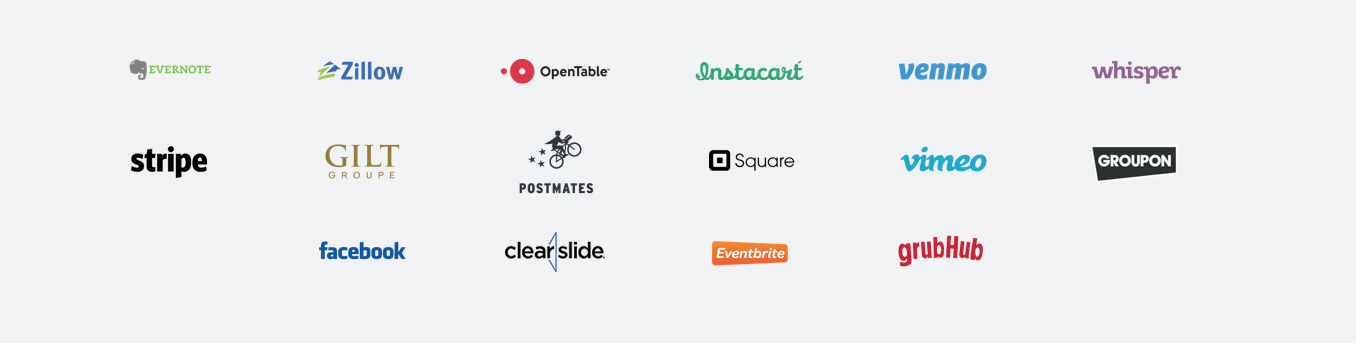 EVERNOTE
Zillow
OpenTable
Instacart
venmo
whisper
stripe
GILT
GROUPE
POSTMATES
Square
vimeo
GROUPON
facebook
clearslide
Eventbrite
grubHub